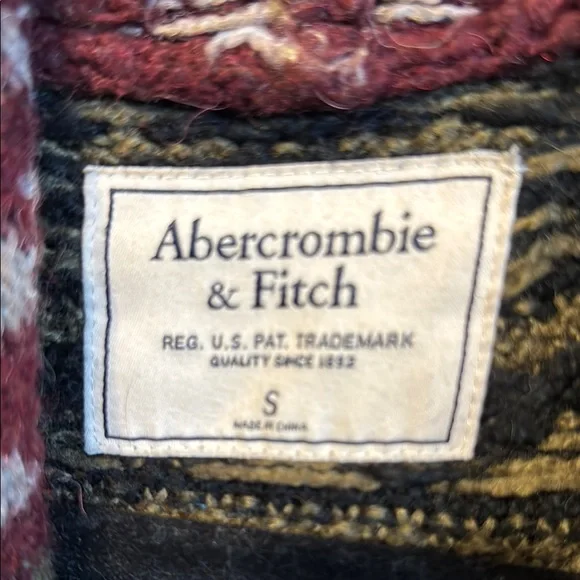 Abercrombie
& Fitch
REG. U.S. PAT. TRADEMARK
QUALITY SINCE 1892
S
MADE IN CHINA